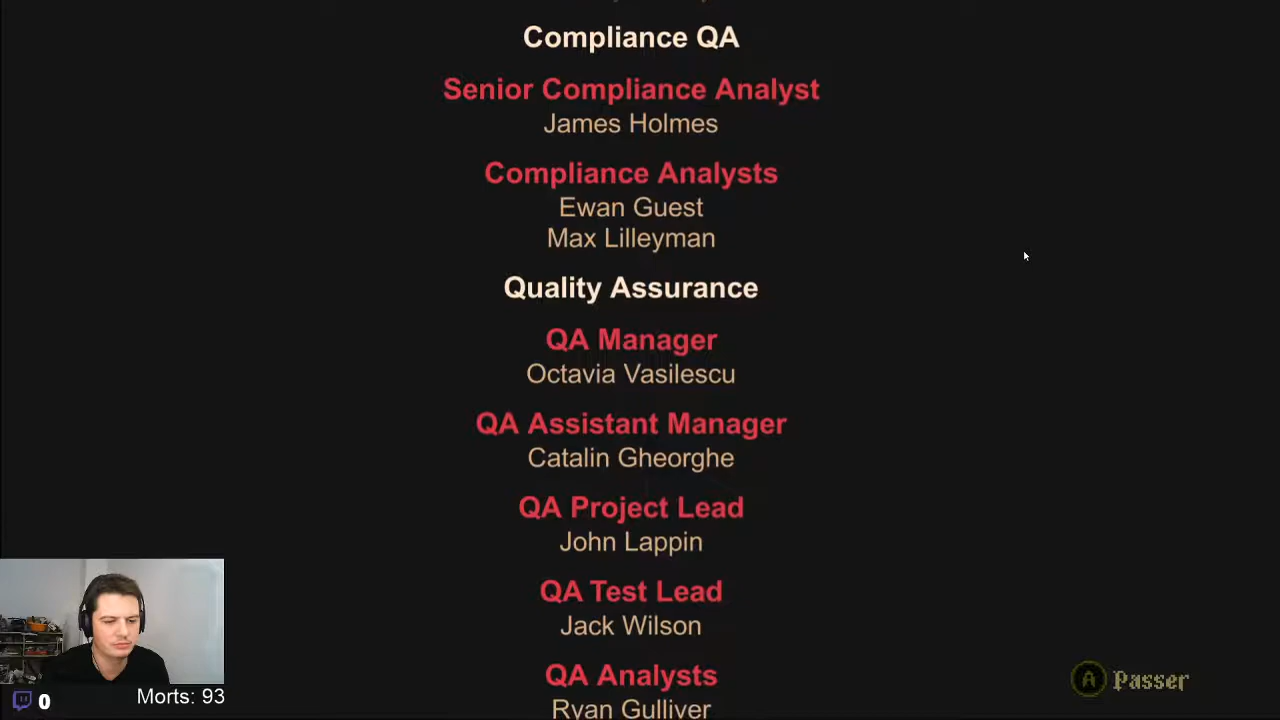 Compliance QA
Senior Compliance Analyst
James Holmes
Compliance Analysts
Ewan Guest
Max Lilleyman
Quality Assurance
QA Manager
Octavia Vasilescu
QA Assistant Manager
Catalin Gheorghe
QA Project Lead
John Lappin
QA Test Lead
Jack Wilson
QA Analysts
Ryan Gulliver
A Passer
Morts: 93
0